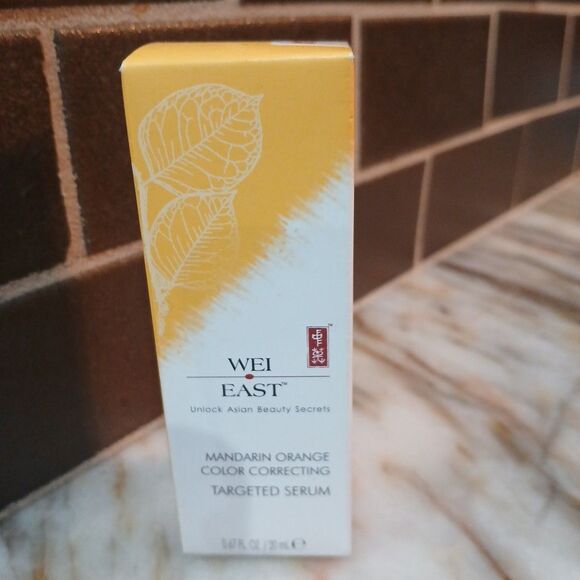 WEI
EAST™
Unlock Asian Beauty Secrets
MANDARIN ORANGE
COLOR CORRECTING
TARGETED SERUM
0.67 FL OZ / 20 mL ℮